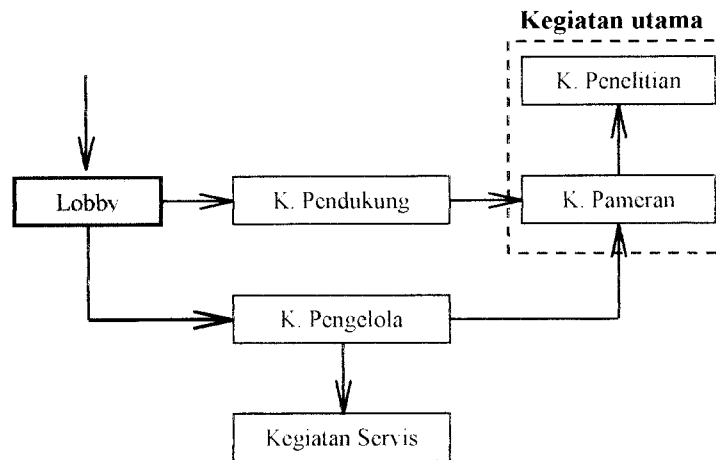 Kegiatan utama
K. Penelitian
Lobby
K. Pendukung
K. Pameran
K. Pengelola
Kegiatan Servis